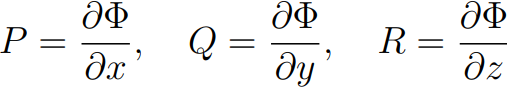 P = ∂Φ/∂x, Q = ∂Φ/∂y, R = ∂Φ/∂z